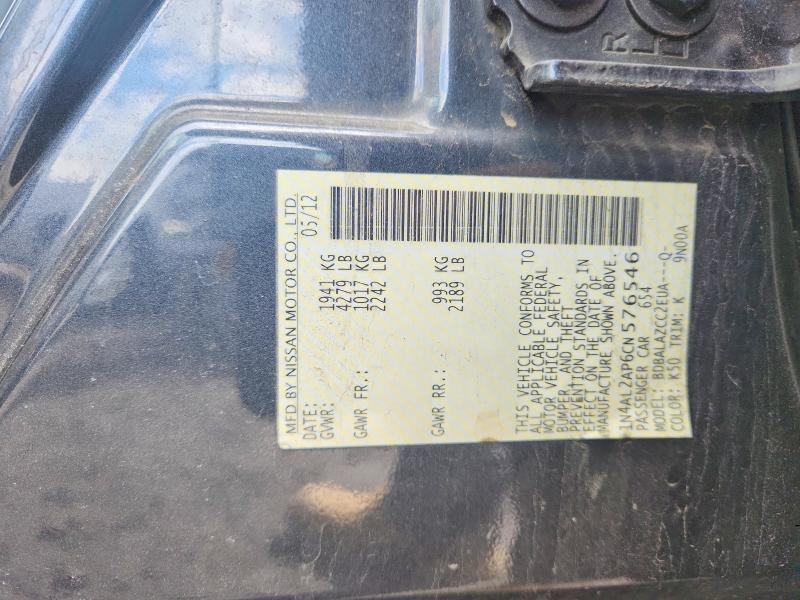 MFD BY NISSAN MOTOR CO., LTD.
DATE: 05/12
GVWR: 1941 KG
4279 LB
GAWR FR.: 1017 KG
2242 LB
GAWR RR.: 993 KG
2189 LB
THIS VEHICLE CONFORMS TO
ALL APPLICABLE FEDERAL
MOTOR VEHICLE SAFETY,
BUMPER, AND THEFT
PREVENTION STANDARDS IN
EFFECT ON THE DATE OF
MANUFACTURE SHOWN ABOVE.
1N4AL2AP6CN576546
PASSENGER CAR 654
MODEL: BDBALA2CC2EUA---Q-
COLOR: K50 TRIM: K 9N00A
R
L